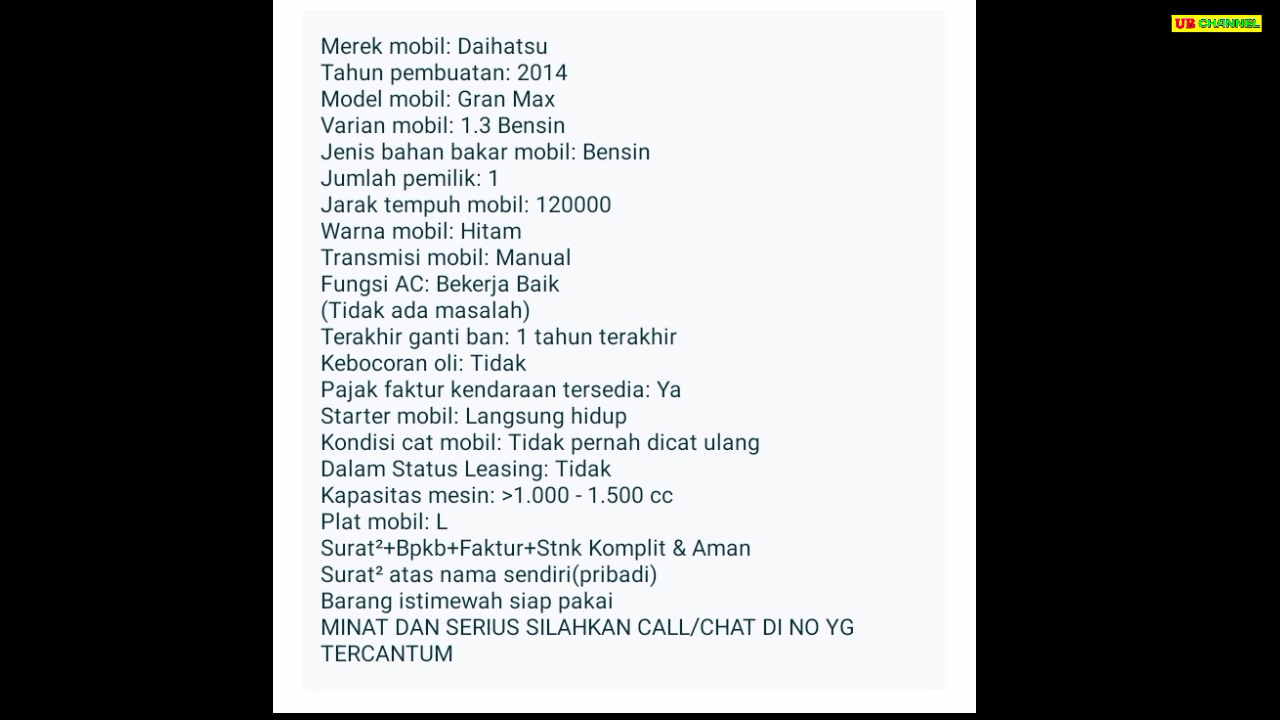 UB CHANNEL
Merek mobil: Daihatsu
Tahun pembuatan: 2014
Model mobil: Gran Max
Varian mobil: 1.3 Bensin
Jenis bahan bakar mobil: Bensin
Jumlah pemilik: 1
Jarak tempuh mobil: 120000
Warna mobil: Hitam
Transmisi mobil: Manual
Fungsi AC: Bekerja Baik
(Tidak ada masalah)
Terakhir ganti ban: 1 tahun terakhir
Kebocoran oli: Tidak
Pajak faktur kendaraan tersedia: Ya
Starter mobil: Langsung hidup
Kondisi cat mobil: Tidak pernah dicat ulang
Dalam Status Leasing: Tidak
Kapasitas mesin: >1.000 - 1.500 cc
Plat mobil: L
Surat²+Bpkb+Faktur+Stnk Komplit & Aman
Surat² atas nama sendiri(pribadi)
Barang istimewah siap pakai
MINAT DAN SERIUS SILAHKAN CALL/CHAT DI NO YG
TERCANTUM